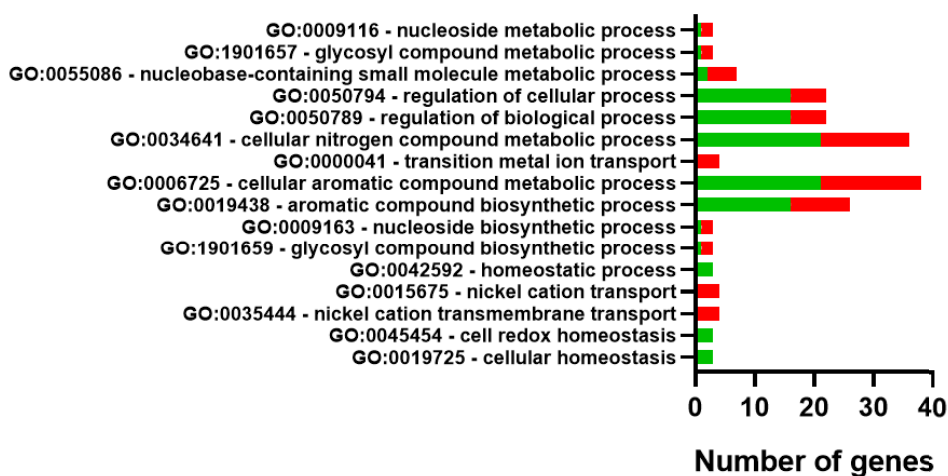 GO:0009116 - nucleoside metabolic process
GO:1901657 - glycosyl compound metabolic process
GO:0055086 - nucleobase-containing small molecule metabolic process
GO:0050794 - regulation of cellular process
GO:0050789 - regulation of biological process
GO:0034641 - cellular nitrogen compound metabolic process
GO:0000041 - transition metal ion transport
GO:0006725 - cellular aromatic compound metabolic process
GO:0019438 - aromatic compound biosynthetic process
GO:0009163 - nucleoside biosynthetic process
GO:1901659 - glycosyl compound biosynthetic process
GO:0042592 - homeostatic process
GO:0015675 - nickel cation transport
GO:0035444 - nickel cation transmembrane transport
GO:0045454 - cell redox homeostasis
GO:0019725 - cellular homeostasis
0 10 20 30 40
Number of genes